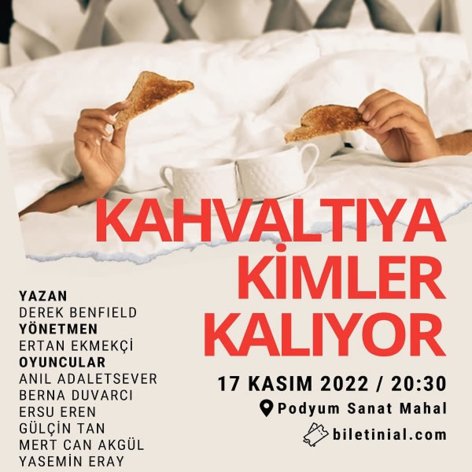 KAHVALTIYA
KİMLER
KALIYOR
YAZAN
DEREK BENFIELD
YÖNETMEN
ERTAN EKMEKÇİ
OYUNCULAR
ANIL ADALETSEVER
BERNA DUVARCI
ERSU EREN
GÜLÇİN TAN
MERT CAN AKGÜL
YASEMİN ERAY
17 KASIM 2022 / 20:30
Podyum Sanat Mahal
biletinial.com